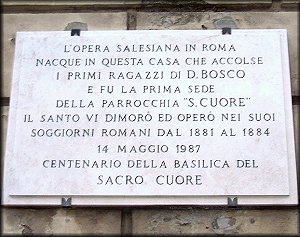 L'OPERA SALESIANA IN ROMA
NACQUE IN QUESTA CASA CHE ACCOLSE
I PRIMI RAGAZZI DI D.BOSCO
E FU LA PRIMA SEDE
DELLA PARROCCHIA "S.CUORE"
IL SANTO VI DIMORÒ ED OPERÒ NEI SUOI
SOGGIORNI ROMANI DAL 1881 AL 1884
14 MAGGIO 1987
CENTENARIO DELLA BASILICA DEL
SACRO CUORE